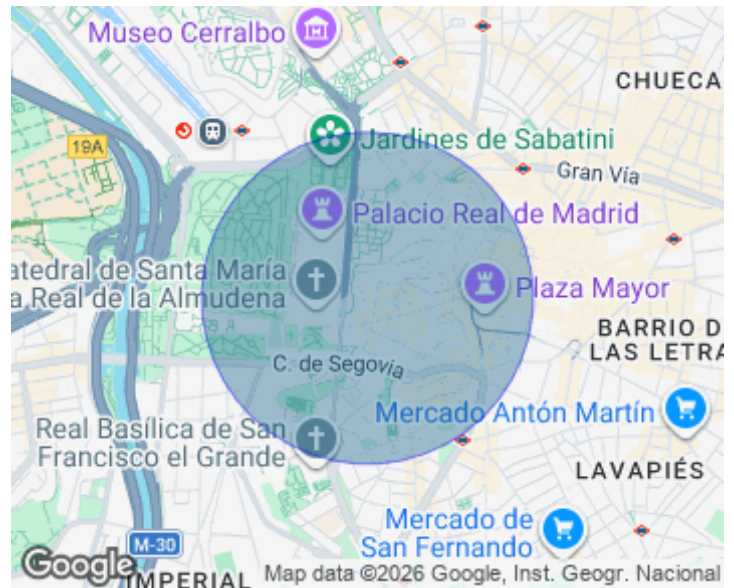 Museo Cerralbo
CHUECA
19A
Jardines de Sabatini
Gran Vía
Palacio Real de Madrid
atedral de Santa María
a Real de la Almudena
Plaza Mayor
BARRIO D
LAS LETRA
C. de Segovia
Mercado Antón Martín
Real Basílica de San
Francisco el Grande
LAVAPIÉS
Mercado de
San Fernando
M-30
Google
IMPERIAL
Map data ©2026 Google, Inst. Geogr. Nacional